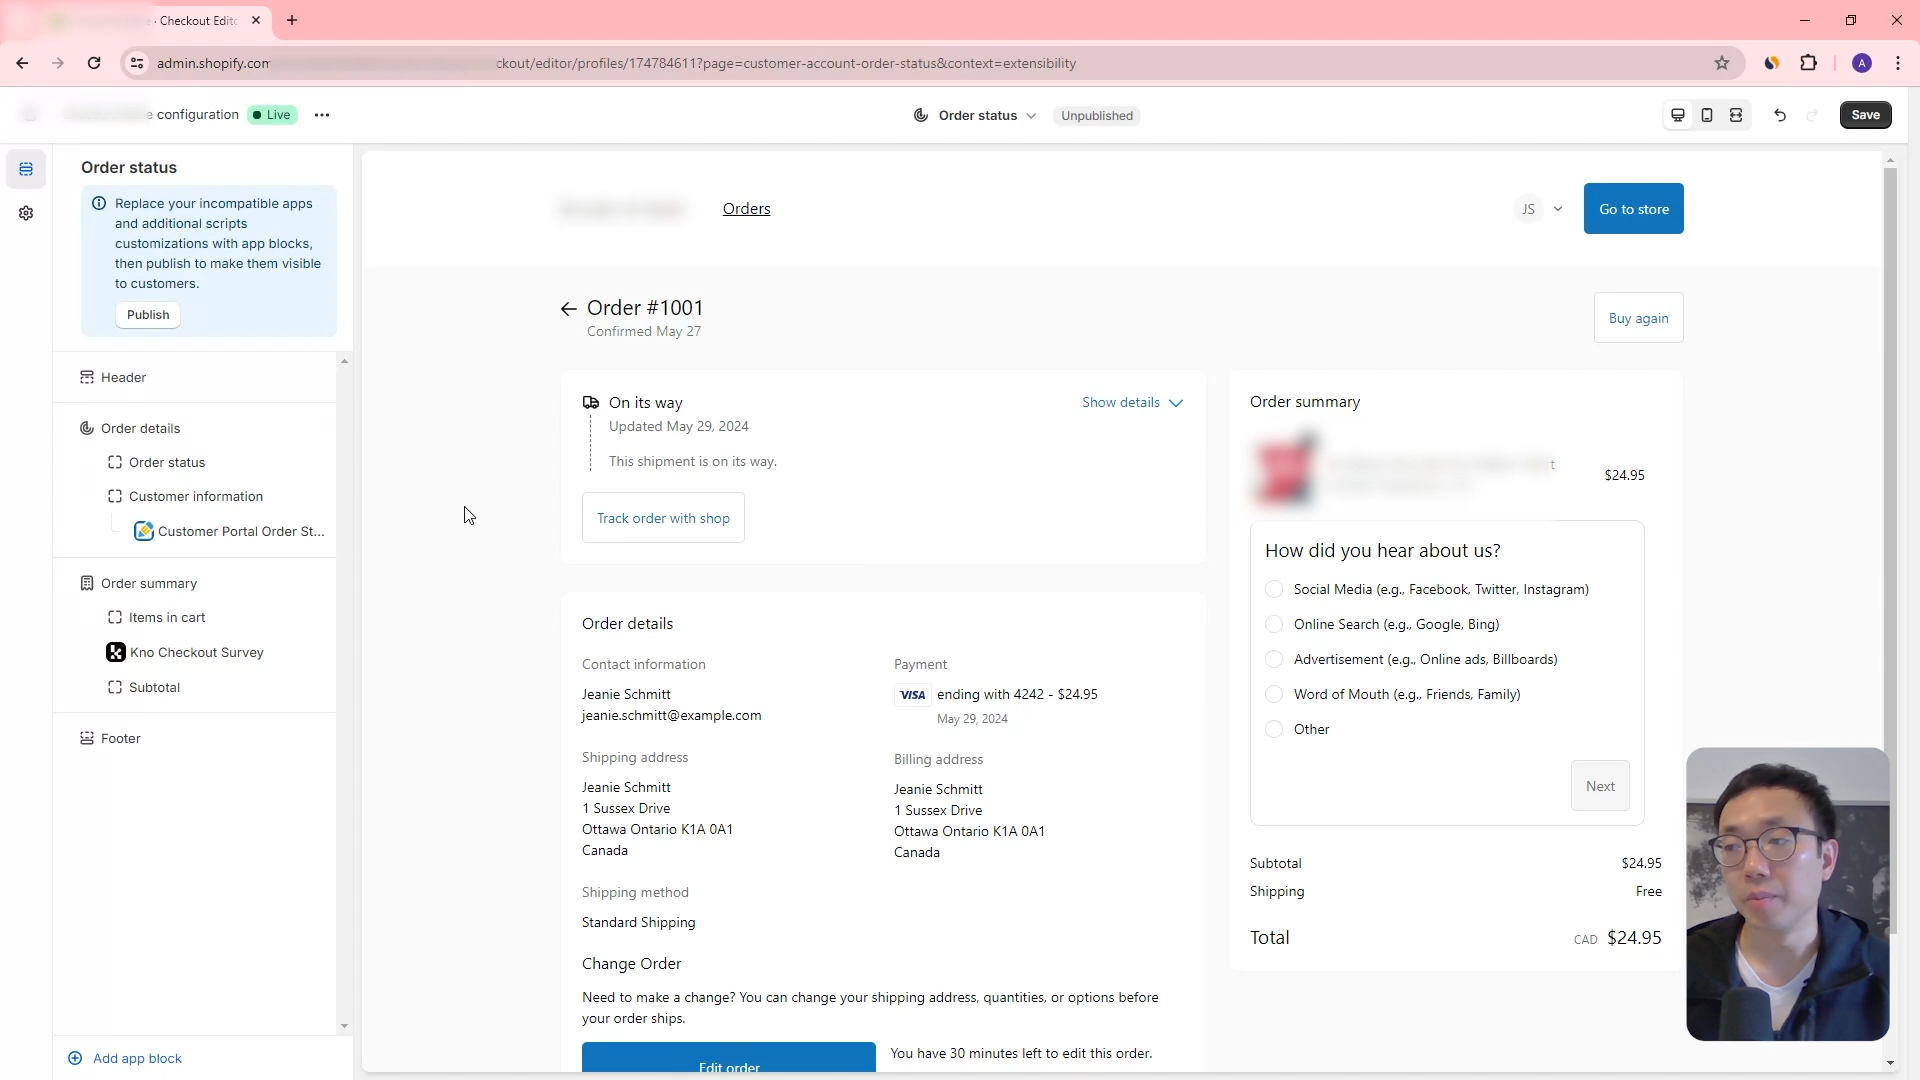 · Checkout Edito
admin.shopify.com
ckout/editor/profiles/174784611?page=customer-account-order-status&context=extensibility
A
e configuration
Live
Order status
Unpublished
Save
Order status
Replace your incompatible apps
and additional scripts
customizations with app blocks,
then publish to make them visible
to customers.
Publish
Header
Order details
Order status
Customer information
Customer Portal Order St...
Order summary
Items in cart
Kno Checkout Survey
Subtotal
Footer
Add app block
Orders
JS
Go to store
Order #1001
Confirmed May 27
Buy again
On its way
Show details
Updated May 29, 2024
This shipment is on its way.
Track order with shop
Order details
Contact information
Jeanie Schmitt
jeanie.schmitt@example.com
Payment
VISA ending with 4242 - $24.95
May 29, 2024
Shipping address
Jeanie Schmitt
1 Sussex Drive
Ottawa Ontario K1A 0A1
Canada
Billing address
Jeanie Schmitt
1 Sussex Drive
Ottawa Ontario K1A 0A1
Canada
Shipping method
Standard Shipping
Change Order
Need to make a change? You can change your shipping address, quantities, or options before
your order ships.
Edit order
You have 30 minutes left to edit this order.
Order summary
$24.95
How did you hear about us?
Social Media (e.g., Facebook, Twitter, Instagram)
Online Search (e.g., Google, Bing)
Advertisement (e.g., Online ads, Billboards)
Word of Mouth (e.g., Friends, Family)
Other
Next
Subtotal $24.95
Shipping Free
Total CAD $24.95